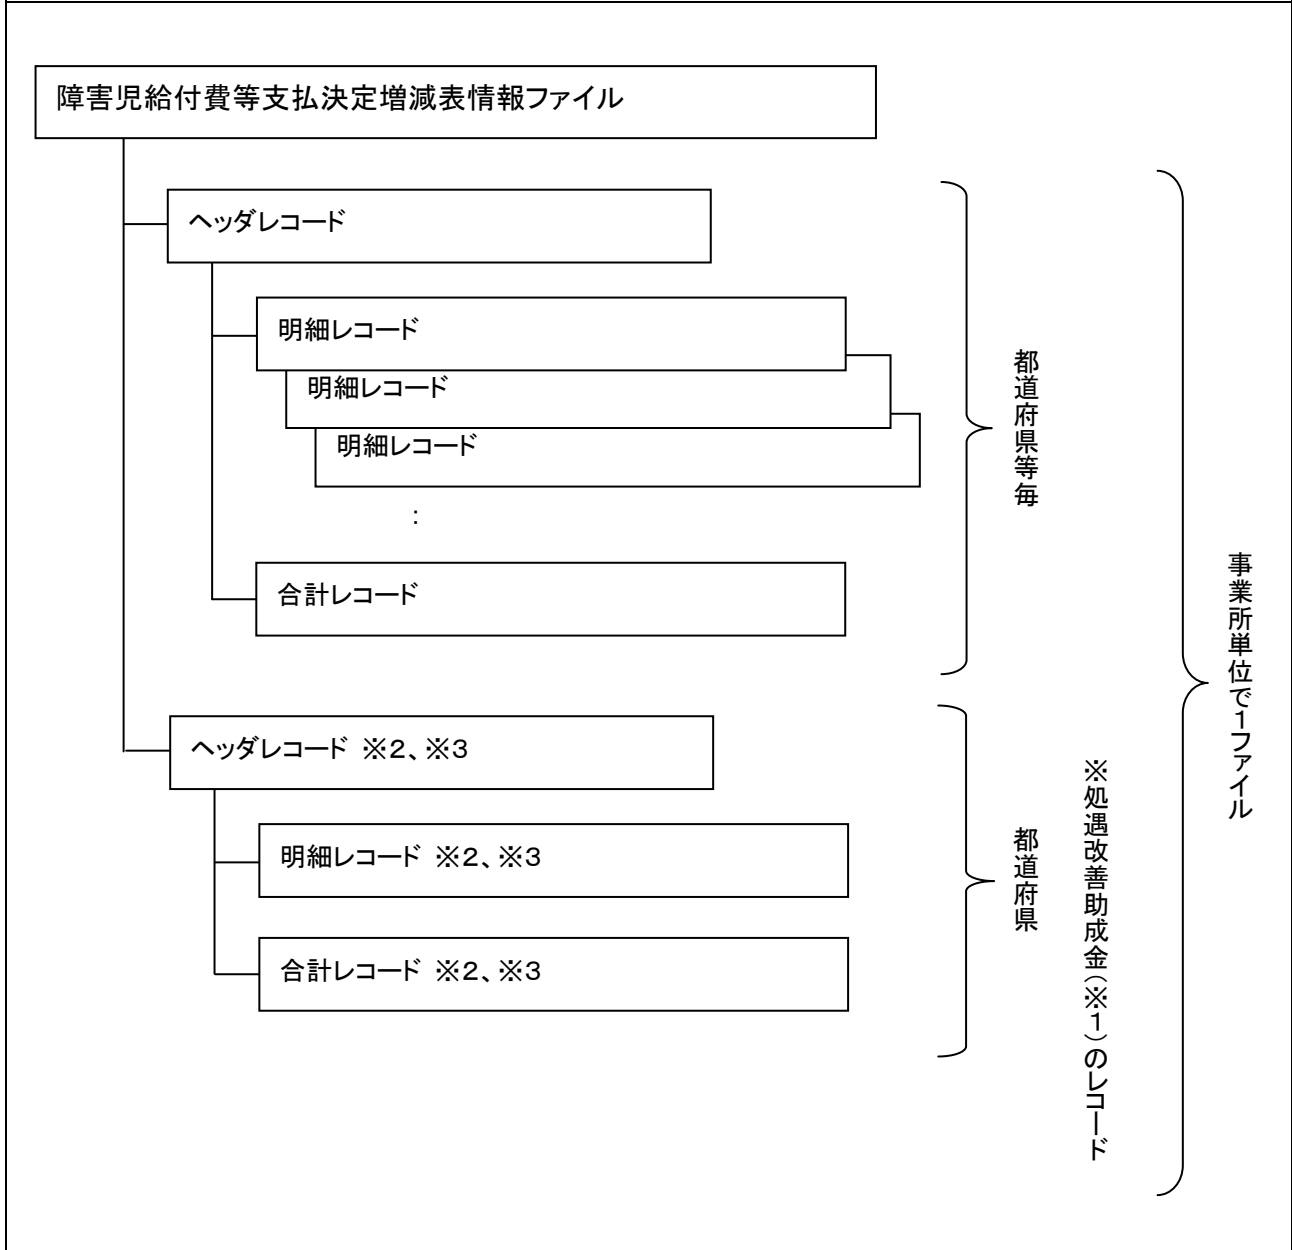 障害児給付費等支払決定増減表情報ファイル
ヘッダレコード
明細レコード
明細レコード
明細レコード
:
合計レコード
都道府県等毎
ヘッダレコード ※2、※3
明細レコード ※2、※3
合計レコード ※2、※3
都道府県
※処遇改善助成金(※1)のレコード
事業所単位で1ファイル